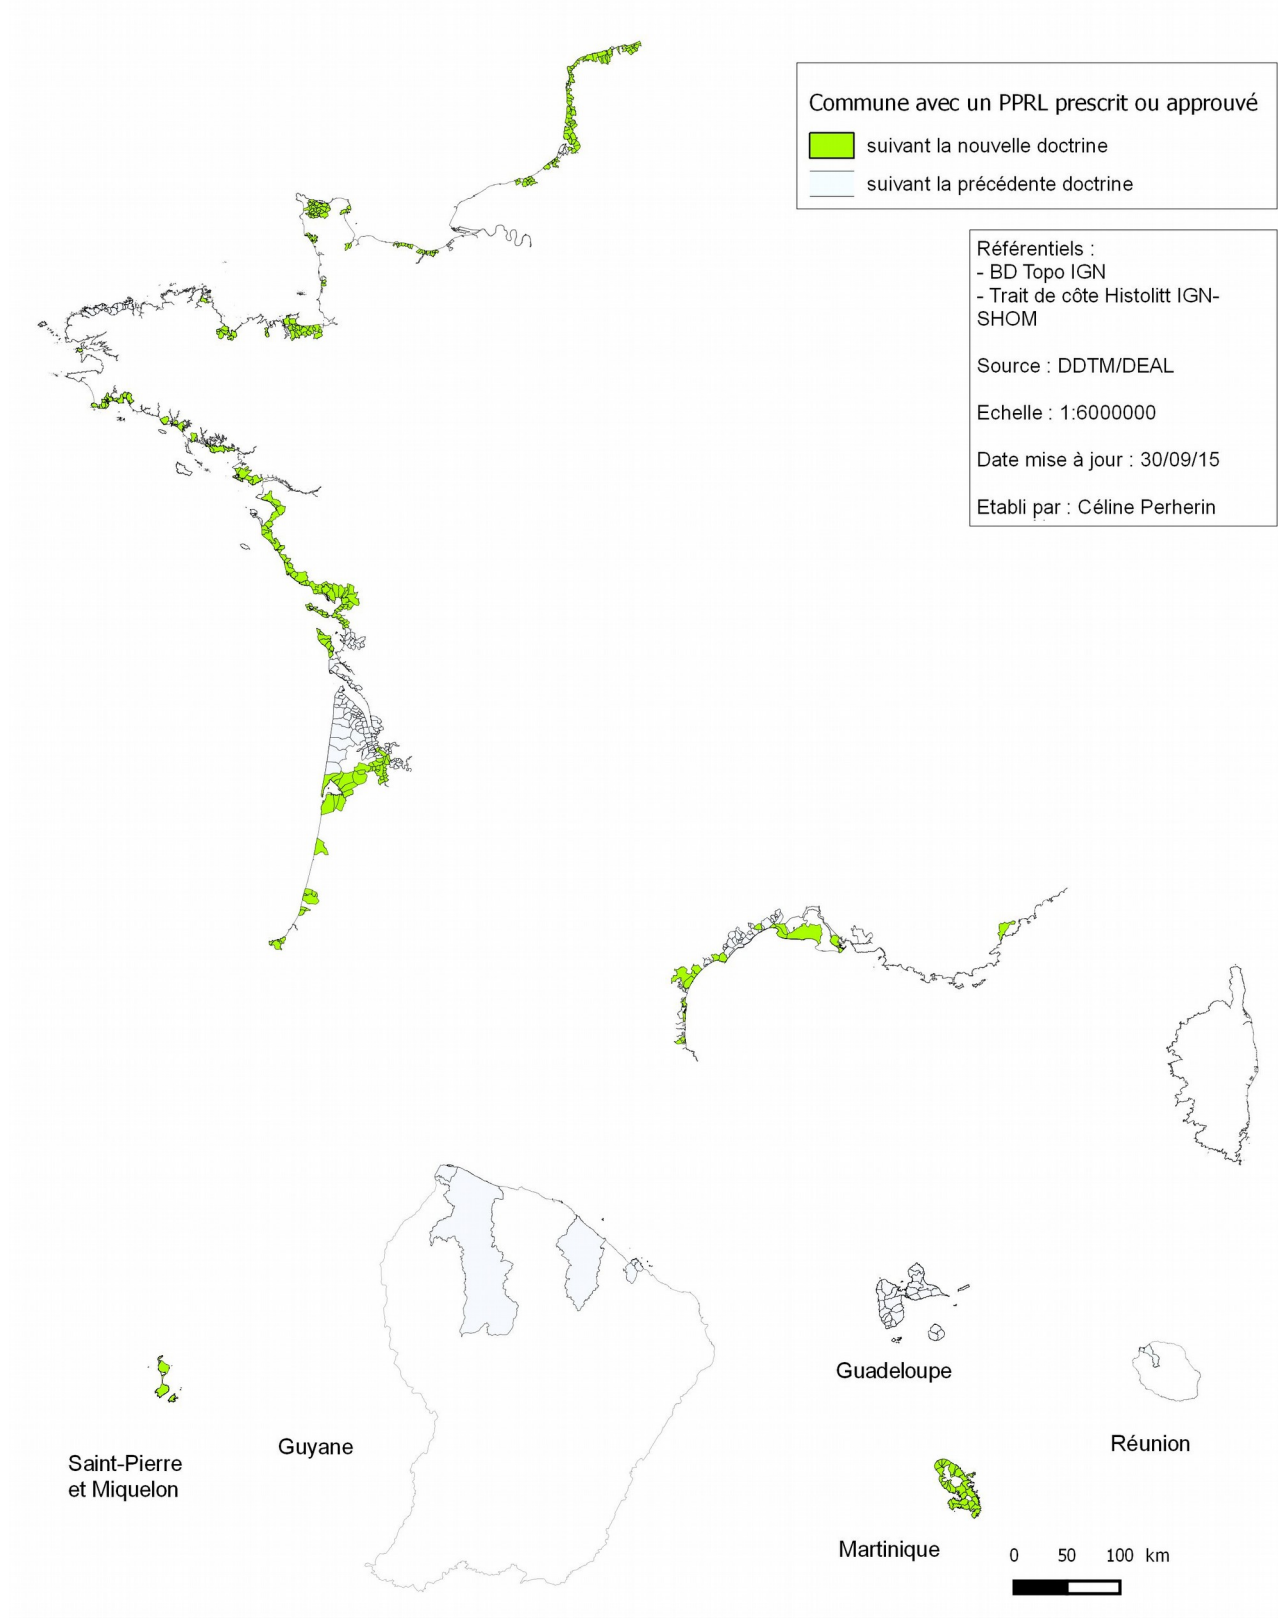 Commune avec un PPRL prescrit ou approuvé
suivant la nouvelle doctrine
suivant la précédente doctrine
Référentiels :
- BD Topo IGN
- Trait de côte Histolitt IGN-
SHOM
Source : DDTM/DEAL
Echelle : 1:6000000
Date mise à jour : 30/09/15
Etabli par : Céline Perherin
Guadeloupe
Réunion
Guyane
Saint-Pierre
et Miquelon
Martinique
0 50 100 km